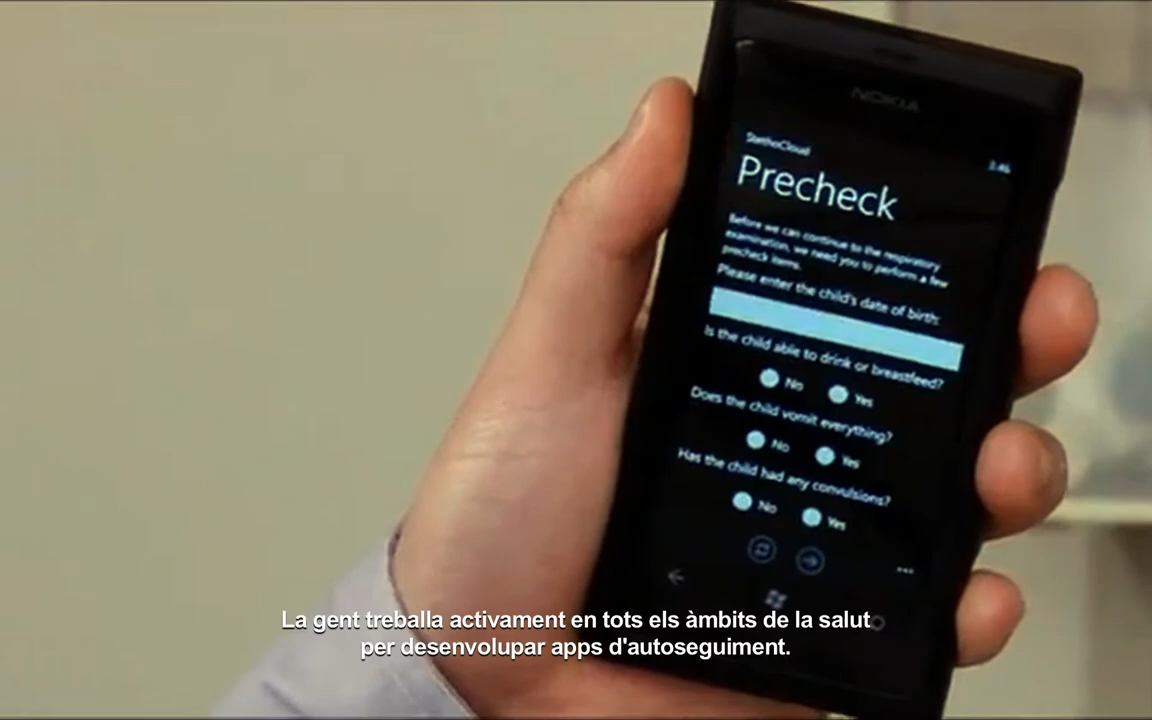 NOKIA
StethoCloud
3:46
Precheck
Before we can continue to the respiratory
examination, we need you to perform a few
precheck items.
Please enter the child's date of birth:
Is the child able to drink or breastfeed?
No Yes
Does the child vomit everything?
No Yes
Has the child had any convulsions?
No Yes
La gent treballa activament en tots els àmbits de la salut
per desenvolupar apps d'autoseguiment.